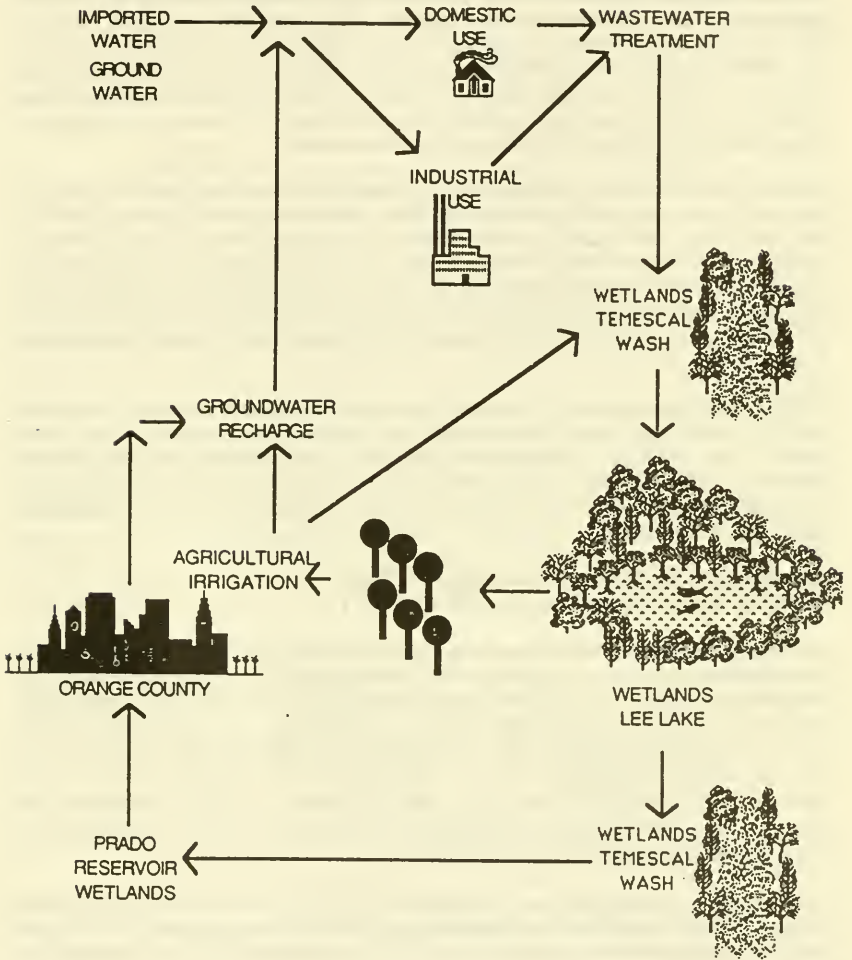 IMPORTED
WATER
GROUND
WATER
DOMESTIC
USE
WASTEWATER
TREATMENT
INDUSTRIAL
USE
WETLANDS
TEMESCAL
WASH
GROUNDWATER
RECHARGE
AGRICULTURAL
IRRIGATION
ORANGE COUNTY
WETLANDS
LEE LAKE
PRADO
RESERVOIR
WETLANDS
WETLANDS
TEMESCAL
WASH